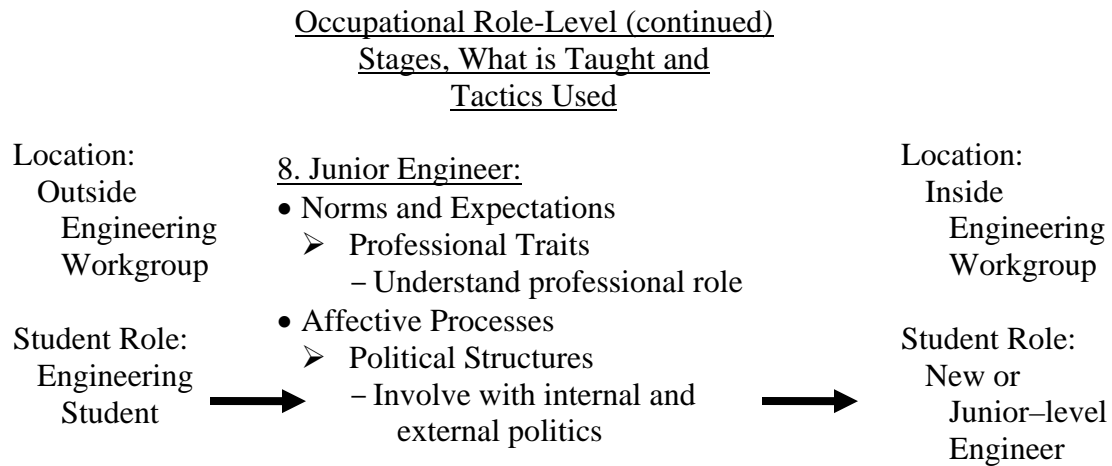 Occupational Role-Level (continued)
Stages, What is Taught and
Tactics Used
Location:
Outside
Engineering
Workgroup
Student Role:
Engineering
Student
8. Junior Engineer:
• Norms and Expectations
➢ Professional Traits
– Understand professional role
• Affective Processes
➢ Political Structures
– Involve with internal and
external politics
Location:
Inside
Engineering
Workgroup
Student Role:
New or
Junior–level
Engineer